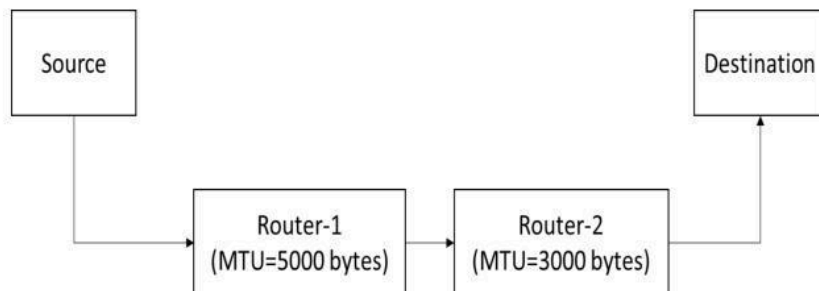 Source
Destination
Router-1
(MTU=5000 bytes)
Router-2
(MTU=3000 bytes)